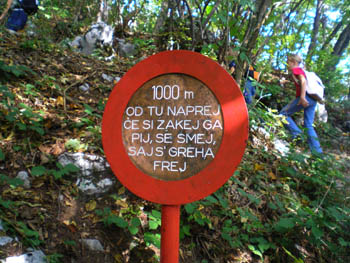 1000 m
OD TU NAPREJ
ČE SI ZAKEJ GA
PIJ, SE SMEJ,
SAJ S' GREHA
FREJ